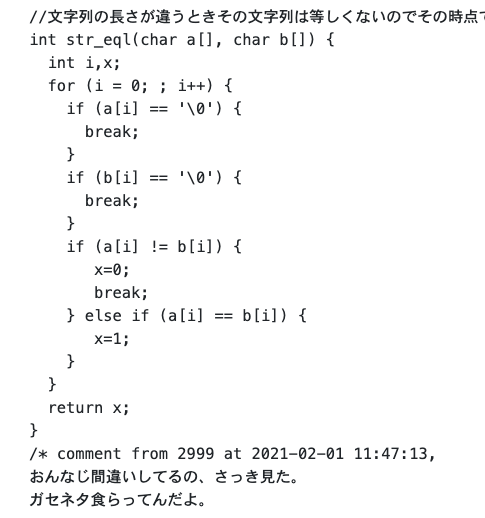 //文字列の長さが違うときその文字列は等しくないのでその時点で
int str_eql(char a[], char b[]) {
  int i,x;
  for (i = 0; ; i++) {
    if (a[i] == '\0') {
      break;
    }
    if (b[i] == '\0') {
      break;
    }
    if (a[i] != b[i]) {
       x=0;
       break;
    } else if (a[i] == b[i]) {
       x=1;
    }
  }
  return x;
}
/* comment from 2999 at 2021-02-01 11:47:13,
おんなじ間違いしてるの、さっき見た。
ガセネタ食らってんだよ。